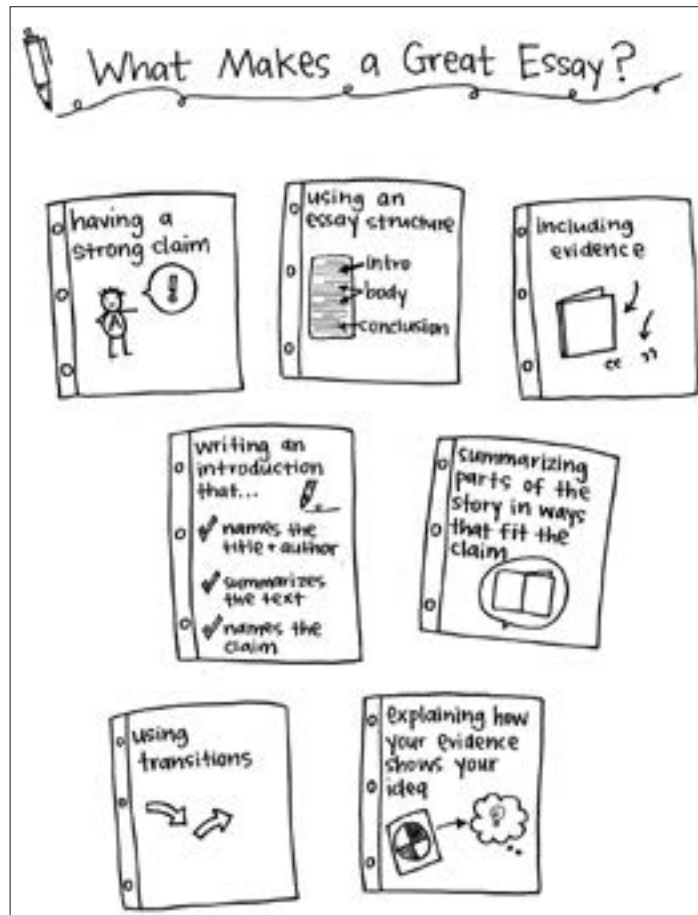 What Makes a Great Essay?
having a
strong claim
A
!
using an
essay structure
intro
body
conclusion
including
evidence
" "
writing an
introduction
that...
names the
title + author
summarizes
the text
names the
claim
summarizing
parts of the
story in ways
that fit the
claim
using
transitions
explaining how
your evidence
shows your
idea